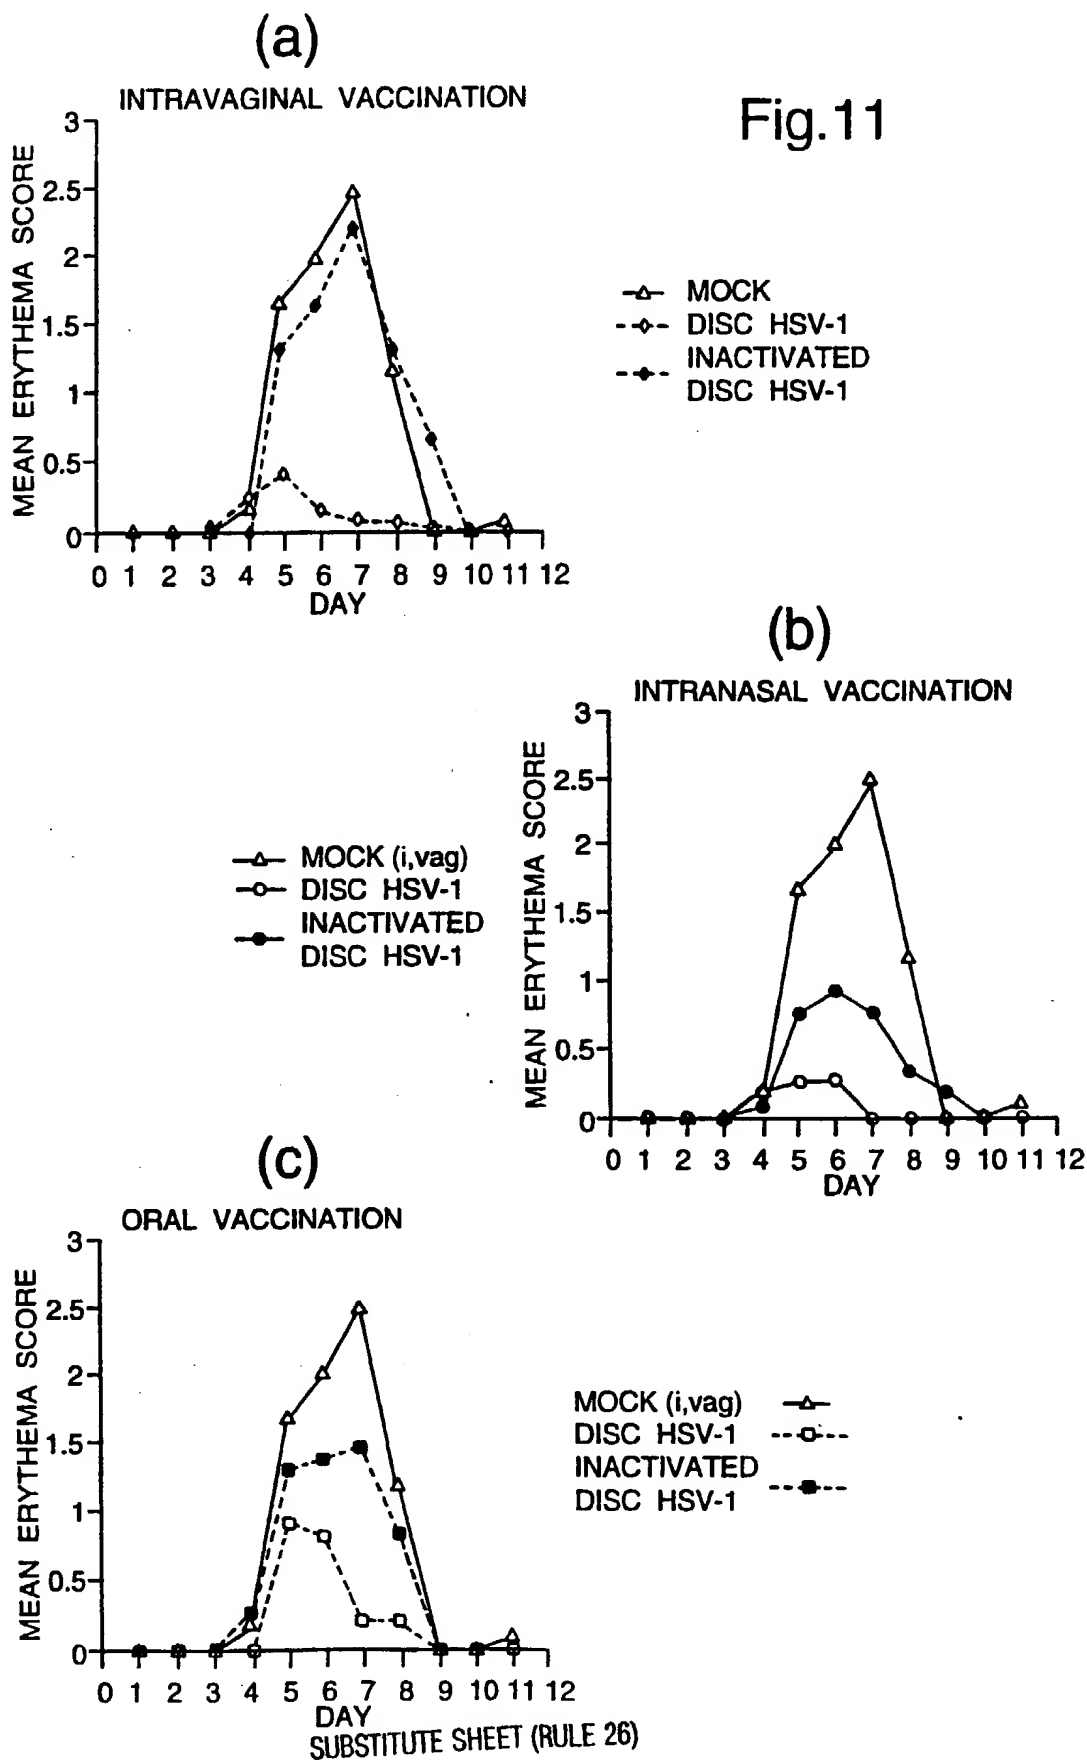 (a)
INTRAVAGINAL VACCINATION
Fig.11
MEAN ERYTHEMA SCORE
3
2.5
2
1.5
1
0.5
0
0 1 2 3 4 5 6 7 8 9 10 11 12
DAY
MOCK
DISC HSV-1
INACTIVATED
DISC HSV-1
(b)
INTRANASAL VACCINATION
MEAN ERYTHEMA SCORE
3
2.5
2
1.5
1
0.5
0
0 1 2 3 4 5 6 7 8 9 10 11 12
DAY
MOCK (i,vag)
DISC HSV-1
INACTIVATED
DISC HSV-1
(c)
ORAL VACCINATION
MEAN ERYTHEMA SCORE
3
2.5
2
1.5
1
0.5
0
0 1 2 3 4 5 6 7 8 9 10 11 12
DAY
MOCK (i,vag)
DISC HSV-1
INACTIVATED
DISC HSV-1
SUBSTITUTE SHEET (RULE 26)